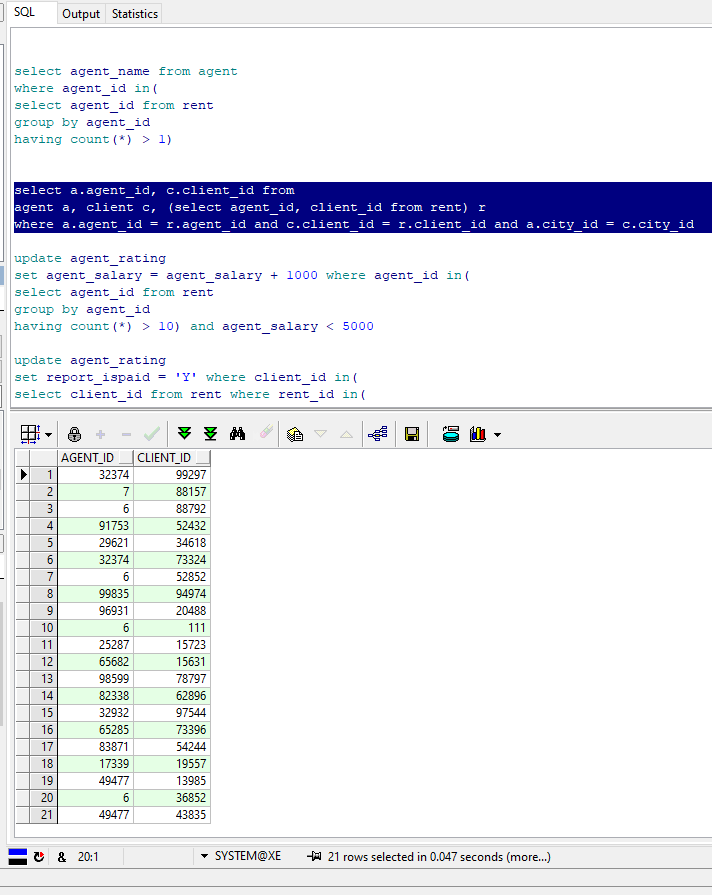 SQL Output Statistics
select agent_name from agent
where agent_id in(
select agent_id from rent
group by agent_id
having count(*) > 1)
select a.agent_id, c.client_id from
agent a, client c, (select agent_id, client_id from rent) r
where a.agent_id = r.agent_id and c.client_id = r.client_id and a.city_id = c.city_id
update agent_rating
set agent_salary = agent_salary + 1000 where agent_id in(
select agent_id from rent
group by agent_id
having count(*) > 10) and agent_salary < 5000
update agent_rating
set report_ispaid = 'Y' where client_id in(
select client_id from rent where rent_id in(
AGENT_ID CLIENT_ID
1 32374 99297
2 7 88157
3 6 88792
4 91753 52432
5 29621 34618
6 32374 73324
7 6 52852
8 99835 94974
9 96931 20488
10 6 111
11 25287 15723
12 65682 15631
13 98599 78797
14 82338 62896
15 32932 97544
16 65285 73396
17 83871 54244
18 17339 19557
19 49477 13985
20 6 36852
21 49477 43835
& 20:1 SYSTEM@XE 21 rows selected in 0.047 seconds (more...)